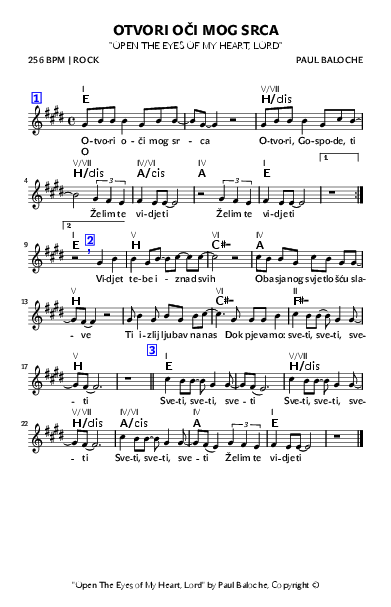 OTVORI OČI MOG SRCA
"OPEN THE EYES OF MY HEART, LORD"
256 BPM | ROCK PAUL BALOCHE
1 I V/VII
E H/dis
O-tvori o - či mog sr - ca O-tvori, Go-spo-de, ti
O
V/VII IV/VI IV I 1.
4 H/dis A/cis A E
Želim te vi-djeti Želim te vi-djeti
2.
I 2 V VI IV
9 E H C#- A
Vi-djet te-be i - znad svih Obasjanog svjetlošću sla-
V VI
13 H C#-
- ve Ti i-zlij ljubav na nas Dok pjevamo: sve-ti, sve-ti, sve-
V I V/VII
17 H 3 E H/dis
- ti Sve-ti, sve-ti, sve - ti Sve-ti, sve-ti, sve-
V/VII IV/VI IV I
22 H/dis A/cis A E
- ti Sve-ti, sve-ti, sve - ti Želim te vi-djeti
"Open The Eyes of My Heart, Lord" by Paul Baloche, Copyright ©